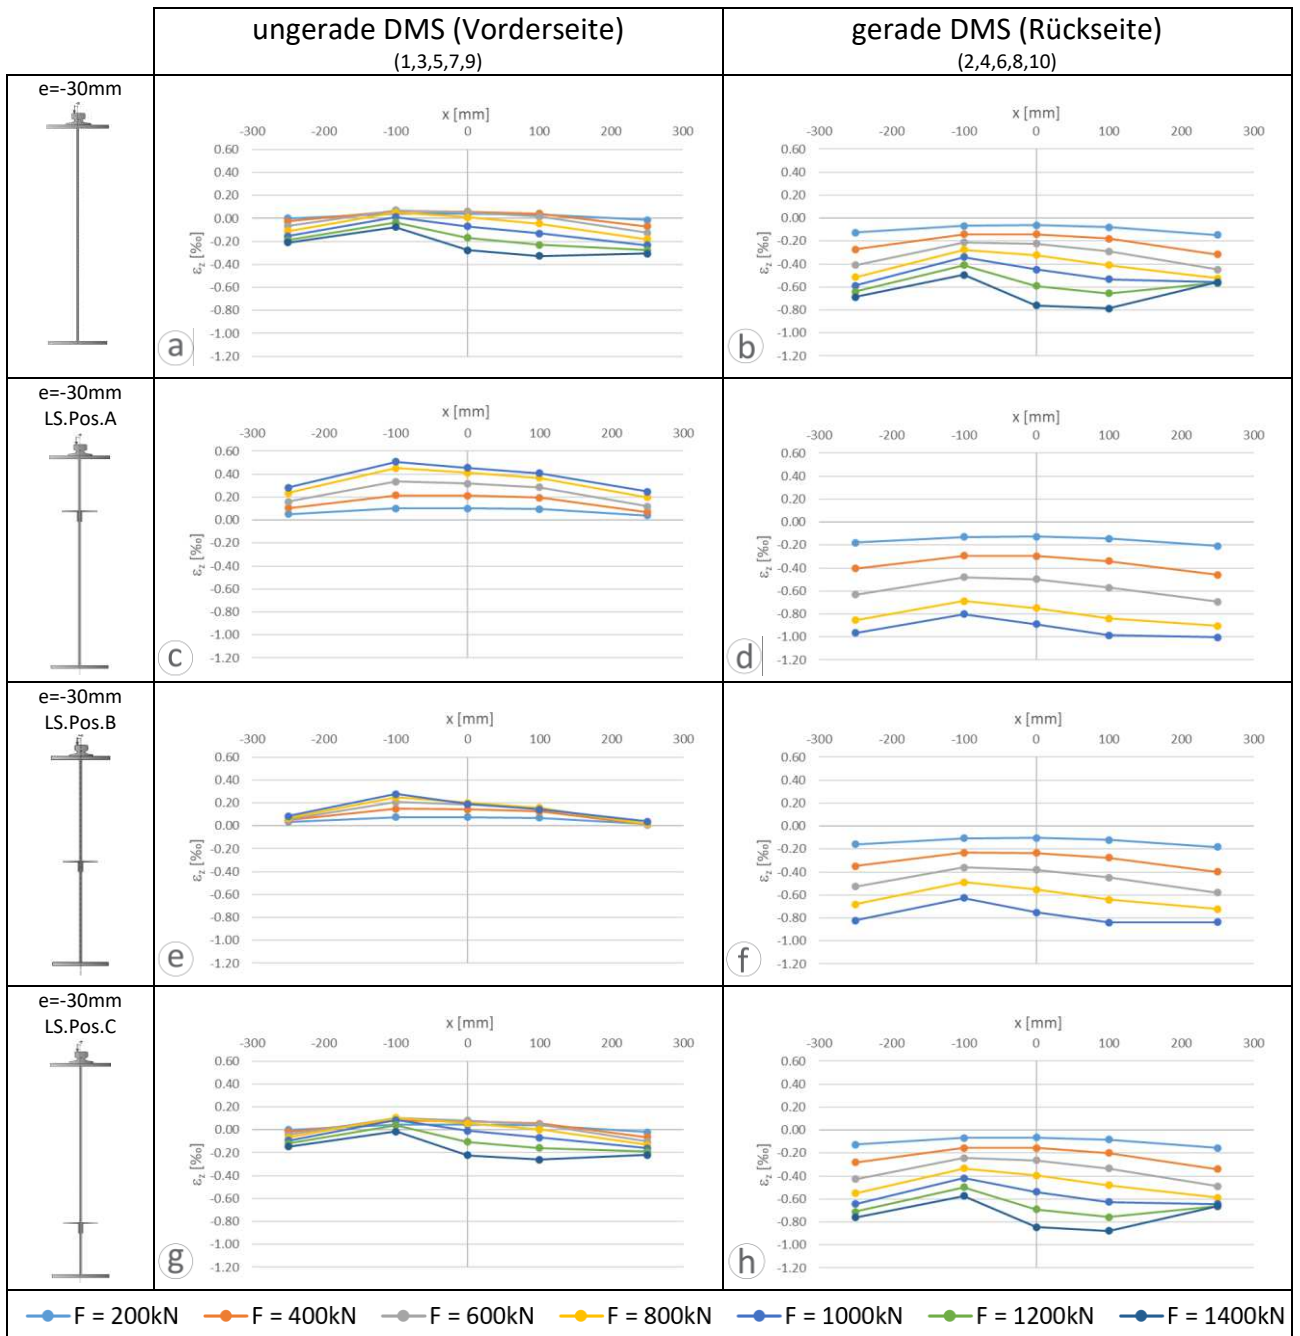 ungerade DMS (Vorderseite)
(1,3,5,7,9)
gerade DMS (Rückseite)
(2,4,6,8,10)
e=-30mm
x [mm]
-300 -200 -100 0 100 200 300
0.60
0.40
0.20
0.00
-0.20
-0.40
-0.60
-0.80
-1.00
-1.20
εz [‰]
a
x [mm]
-300 -200 -100 0 100 200 300
0.60
0.40
0.20
0.00
-0.20
-0.40
-0.60
-0.80
-1.00
-1.20
εz [‰]
b
e=-30mm
LS.Pos.A
x [mm]
-300 -200 -100 0 100 200 300
0.60
0.40
0.20
0.00
-0.20
-0.40
-0.60
-0.80
-1.00
-1.20
εz [‰]
c
x [mm]
-300 -200 -100 0 100 200 300
0.60
0.40
0.20
0.00
-0.20
-0.40
-0.60
-0.80
-1.00
-1.20
εz [‰]
d
e=-30mm
LS.Pos.B
x [mm]
-300 -200 -100 0 100 200 300
0.60
0.40
0.20
0.00
-0.20
-0.40
-0.60
-0.80
-1.00
-1.20
εz [‰]
e
x [mm]
-300 -200 -100 0 100 200 300
0.60
0.40
0.20
0.00
-0.20
-0.40
-0.60
-0.80
-1.00
-1.20
εz [‰]
f
e=-30mm
LS.Pos.C
x [mm]
-300 -200 -100 0 100 200 300
0.60
0.40
0.20
0.00
-0.20
-0.40
-0.60
-0.80
-1.00
-1.20
εz [‰]
g
x [mm]
-300 -200 -100 0 100 200 300
0.60
0.40
0.20
0.00
-0.20
-0.40
-0.60
-0.80
-1.00
-1.20
εz [‰]
h
F = 200kN F = 400kN F = 600kN F = 800kN F = 1000kN F = 1200kN F = 1400kN